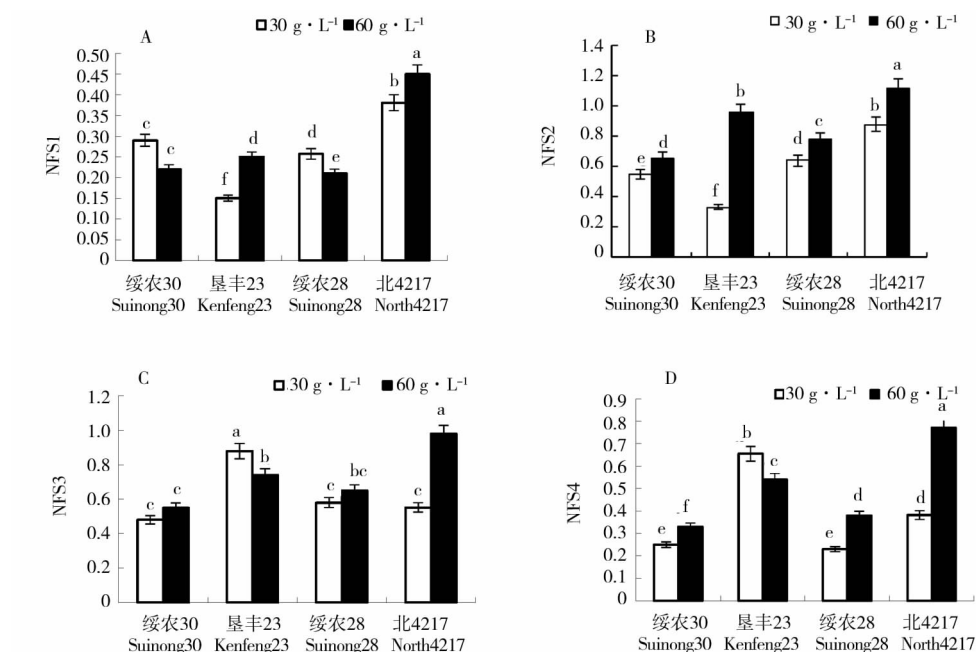 A
30 g · L⁻¹ 60 g · L⁻¹
0.50
0.45
0.40
0.35
0.30
0.25
0.20
0.15
0.10
0.05
0
NFS1
c c f d d e b a
绥农30 垦丰23 绥农28 北4217
Suinong30 Kenfeng23 Suinong28 North4217
B
30 g · L⁻¹ 60 g · L⁻¹
1.4
1.2
1.0
0.8
0.6
0.4
0.2
0
NFS2
e d f b d c b a
绥农30 垦丰23 绥农28 北4217
Suinong30 Kenfeng23 Suinong28 North4217
C
30 g · L⁻¹ 60 g · L⁻¹
1.2
1.0
0.8
0.6
0.4
0.2
0
NFS3
c c a b c bc c a
绥农30 垦丰23 绥农28 北4217
Suinong30 Kenfeng23 Suinong28 North4217
D
30 g · L⁻¹ 60 g · L⁻¹
0.9
0.8
0.7
0.6
0.5
0.4
0.3
0.2
0.1
0
NFS4
e f b c e d d a
绥农30 垦丰23 绥农28 北4217
Suinong30 Kenfeng23 Suinong28 North4217